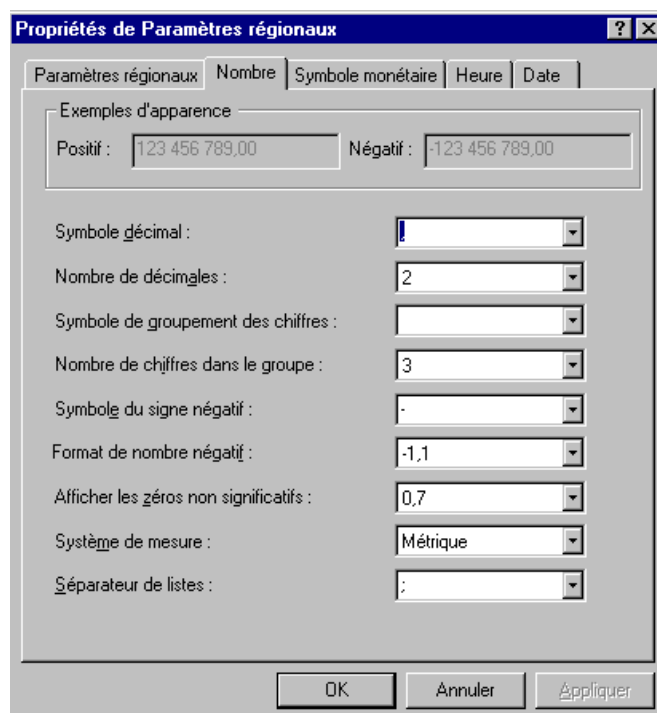 Propriétés de Paramètres régionaux
Paramètres régionaux Nombre Symbole monétaire Heure Date
Exemples d'apparence
Positif : 123 456 789,00 Négatif : -123 456 789,00
Symbole décimal : ,
Nombre de décimales : 2
Symbole de groupement des chiffres :
Nombre de chiffres dans le groupe : 3
Symbole du signe négatif : -
Format de nombre négatif : -1,1
Afficher les zéros non significatifs : 0,7
Système de mesure : Métrique
Séparateur de listes : ;
OK Annuler Appliquer